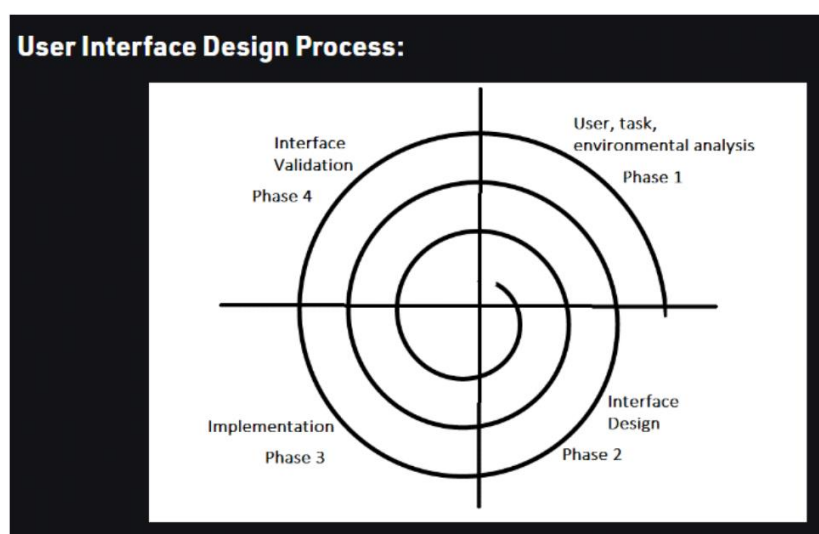 User Interface Design Process:
User, task,
environmental analysis
Phase 1
Interface
Validation
Phase 4
Interface
Design
Phase 2
Implementation
Phase 3